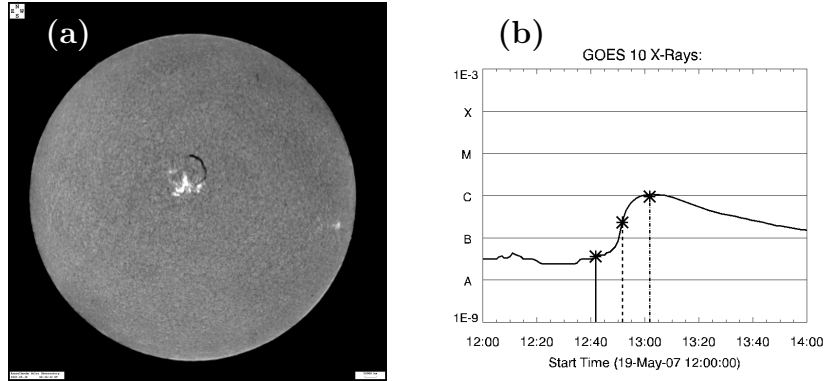 (a)
N
E W
S
(b)
GOES 10 X-Rays:
1E-3
X
M
C
B
A
1E-9
12:00 12:20 12:40 13:00 13:20 13:40 14:00
Start Time (19-May-07 12:00:00)